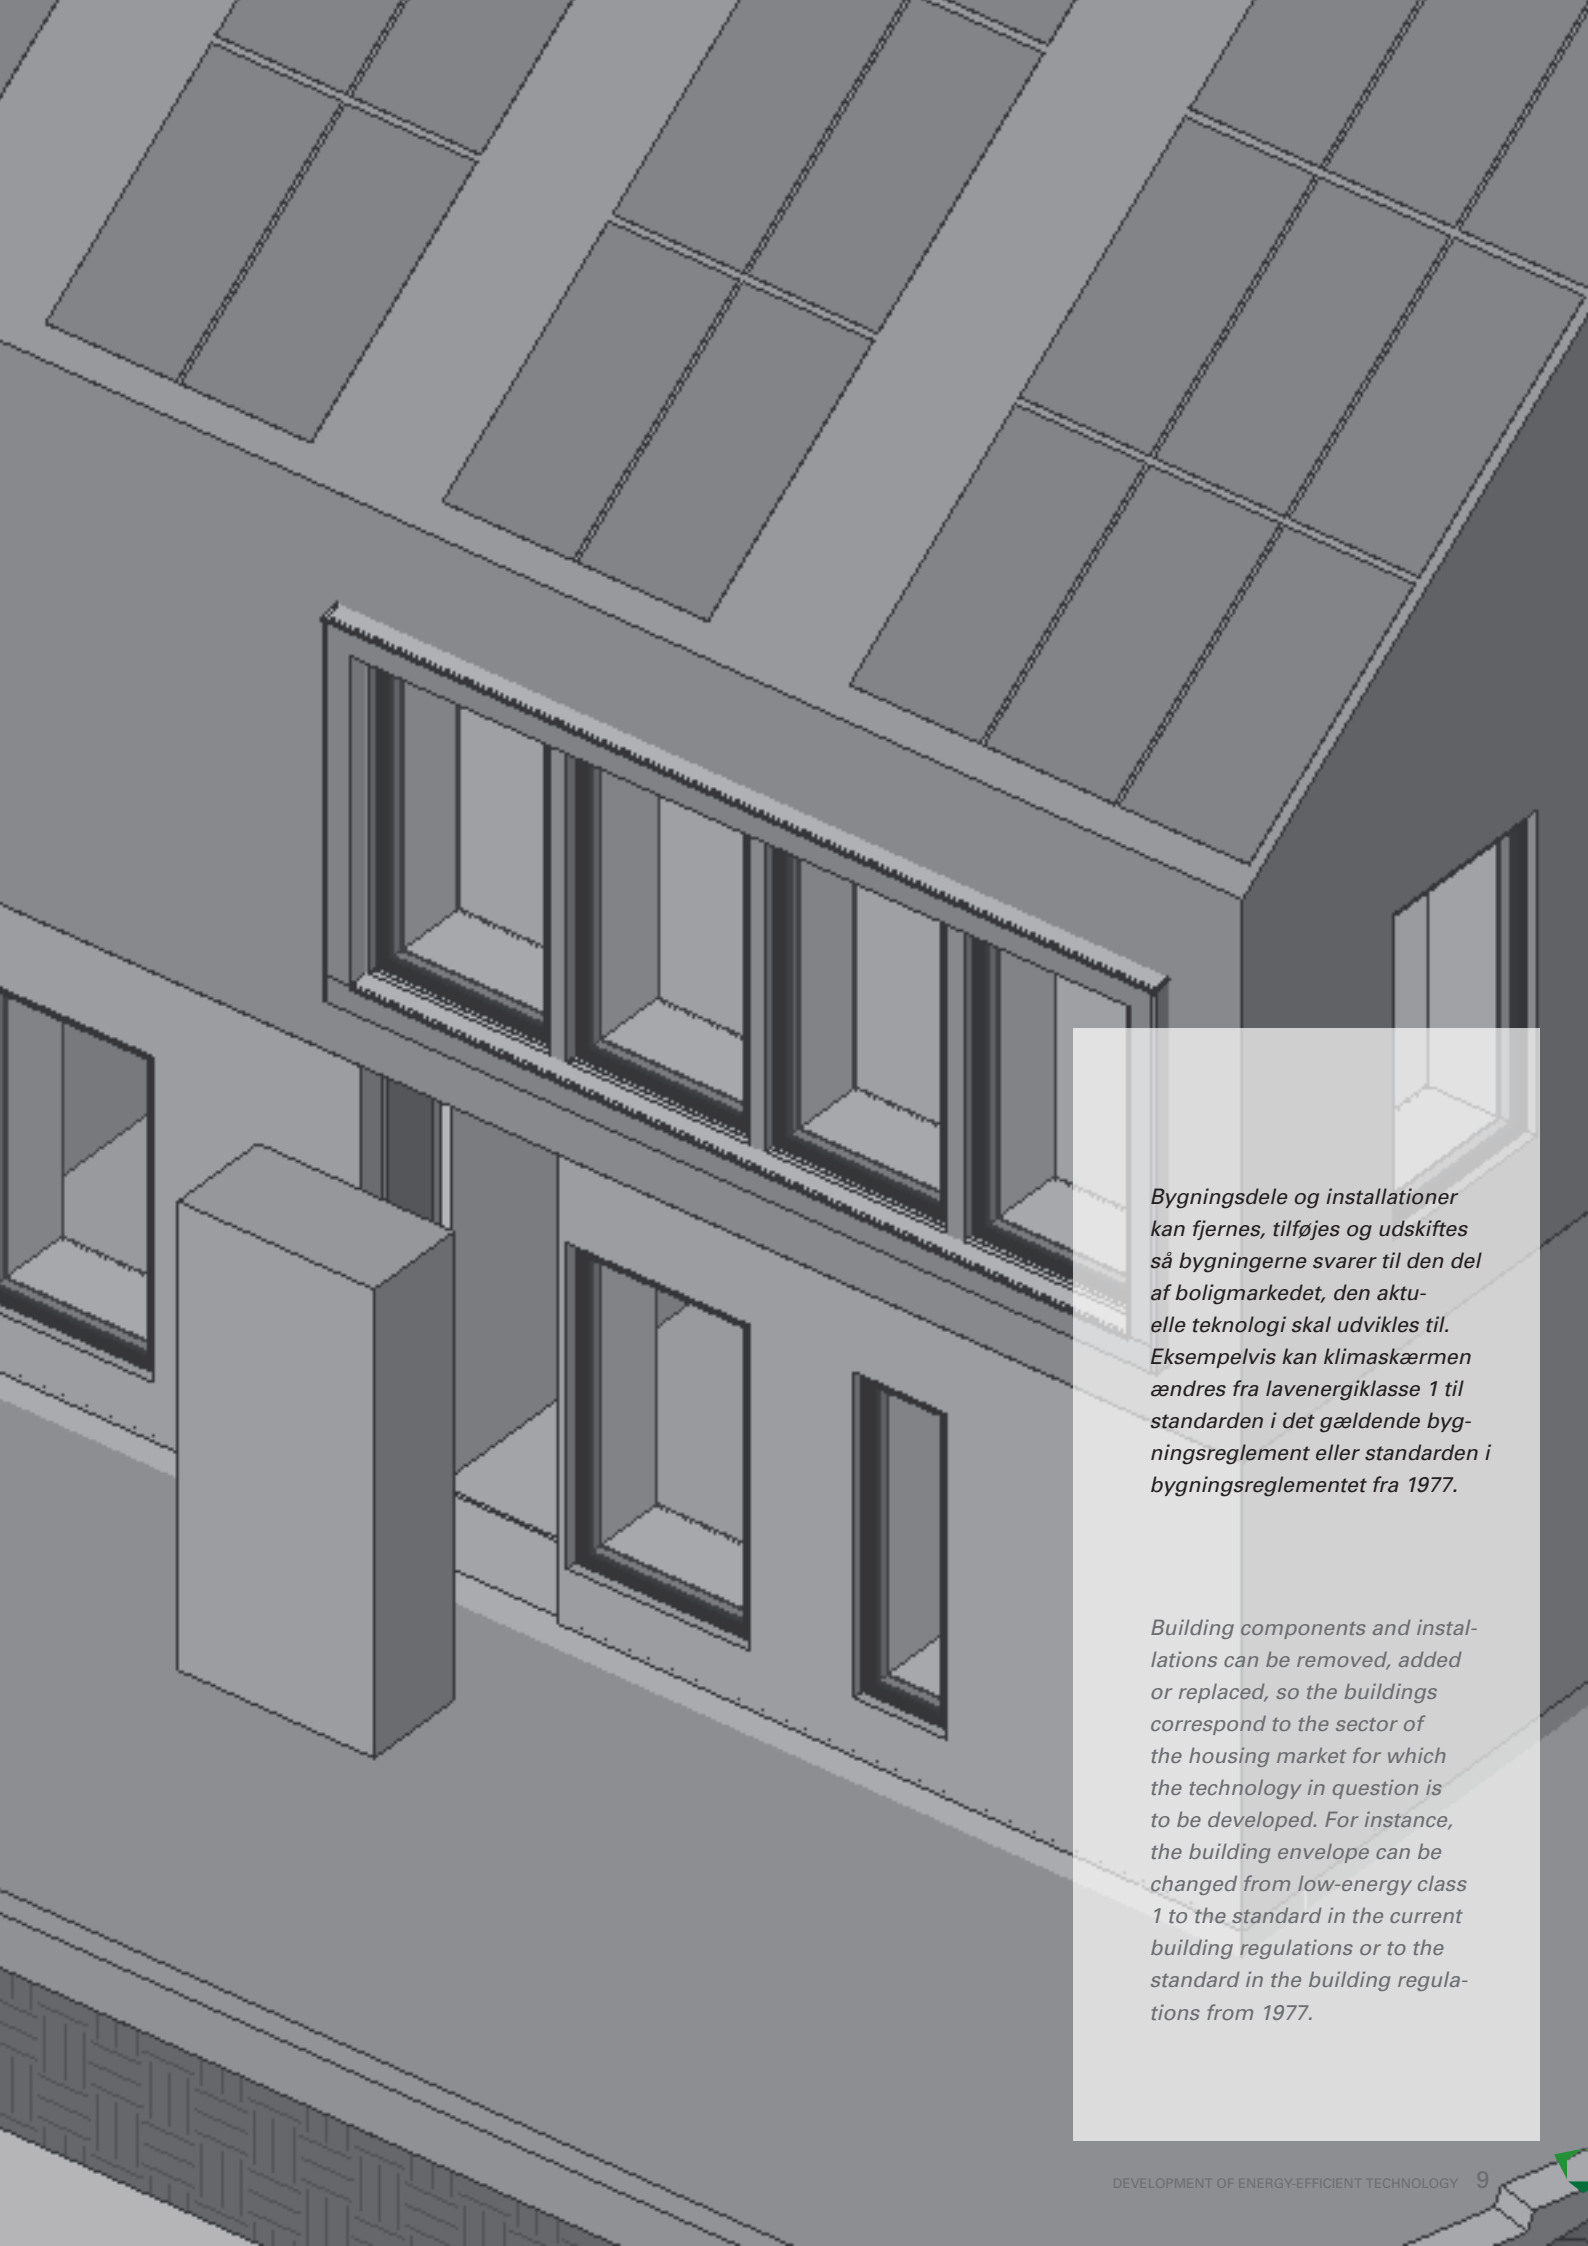 Bygningsdele og installationer
kan fjernes, tilføjes og udskiftes
så bygningerne svarer til den del
af boligmarkedet, den aktu-
elle teknologi skal udvikles til.
Eksempelvis kan klimaskærmen
ændres fra lavenergiklasse 1 til
standarden i det gældende byg-
ningsreglement eller standarden i
bygningsreglementet fra 1977.
Building components and instal-
lations can be removed, added
or replaced, so the buildings
correspond to the sector of
the housing market for which
the technology in question is
to be developed. For instance,
the building envelope can be
changed from low-energy class
1 to the standard in the current
building regulations or to the
standard in the building regula-
tions from 1977.
DEVELOPMENT OF ENERGY-EFFICIENT TECHNOLOGY 9